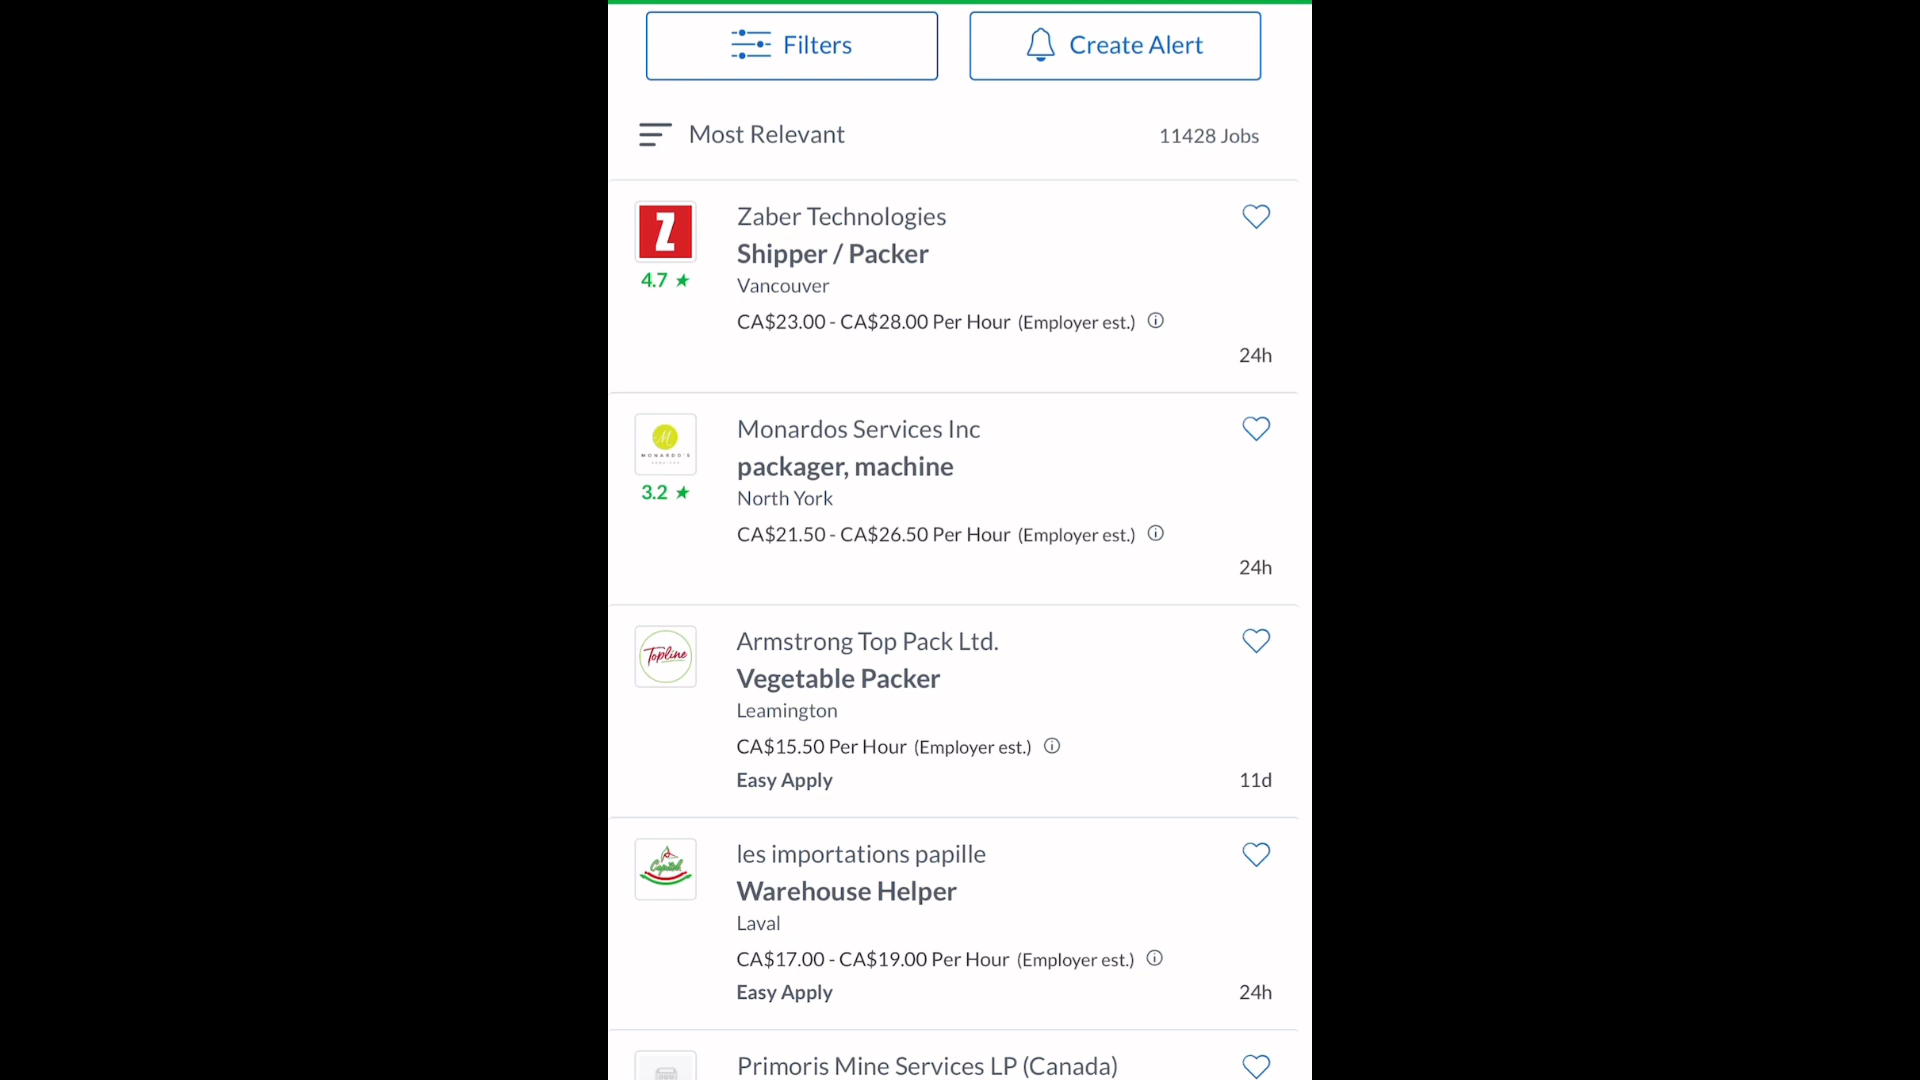 Filters
Create Alert
Most Relevant
11428 Jobs
Z
Zaber Technologies
Shipper / Packer
4.7 ★
Vancouver
CA$23.00 - CA$28.00 Per Hour (Employer est.)
24h
M
MONARDO'S
SERVICES
Monardos Services Inc
packager, machine
3.2 ★
North York
CA$21.50 - CA$26.50 Per Hour (Employer est.)
24h
Topline
Armstrong Top Pack Ltd.
Vegetable Packer
Leamington
CA$15.50 Per Hour (Employer est.)
Easy Apply
11d
Capitol
les importations papille
Warehouse Helper
Laval
CA$17.00 - CA$19.00 Per Hour (Employer est.)
Easy Apply
24h
Primoris Mine Services LP (Canada)